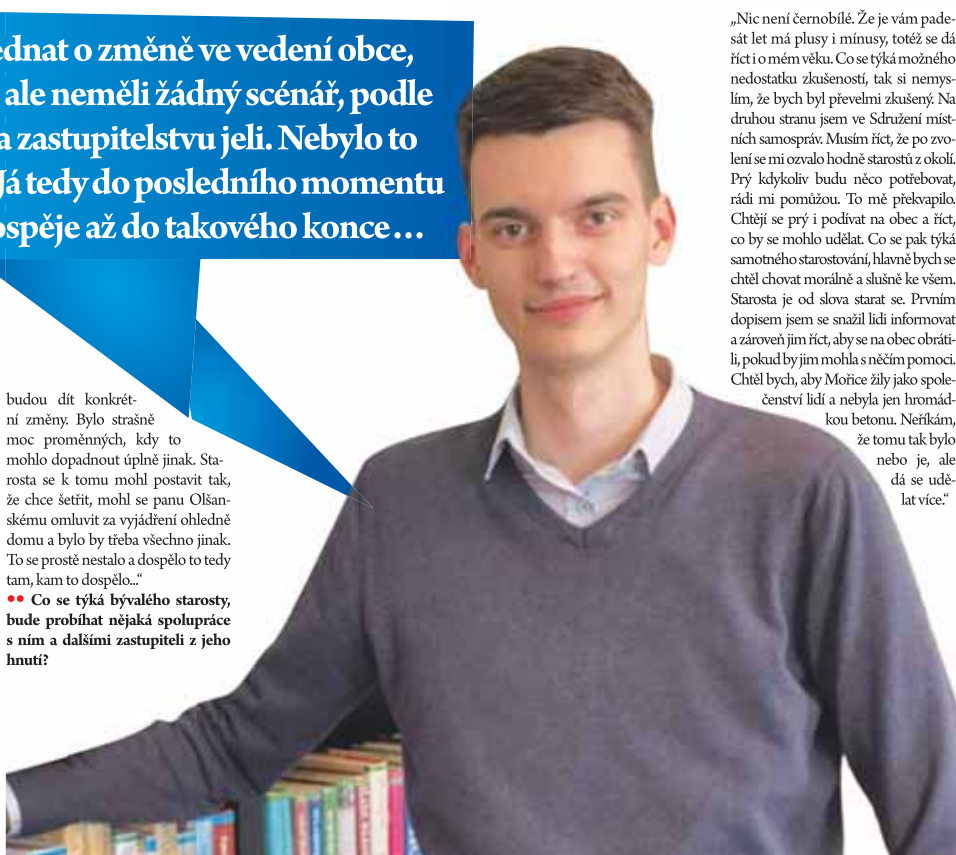 ednat o změně ve vedení obce,
ale neměli žádný scénář, podle
a zastupitelstvu jeli. Nebylo to
Já tedy do posledního momentu
ospěje až do takového konce…
budou dít konkrét-
ní změny. Bylo strašně
moc proměnných, kdy to
mohlo dopadnout úplně jinak. Sta-
rosta se k tomu mohl postavit tak,
že chce šetřit, mohl se panu Olšan-
skému omluvit za vyjádření ohledně
domu a bylo by třeba všechno jinak.
To se prostě nestalo a dospělo to tedy
tam, kam to dospělo...“
•• Co se týká bývalého starosty,
bude probíhat nějaká spolupráce
s ním a dalšími zastupiteli z jeho
hnutí?
„Nic není černobílé. Že je vám pade-
sát let má plusy i mínusy, totéž se dá
říct i o mém věku. Co se týká možného
nedostatku zkušeností, tak si nemys-
lím, že bych byl převelmi zkušený. Na
druhou stranu jsem ve Sdružení míst-
ních samospráv. Musím říct, že po zvo-
lení se mi ozvalo hodně starostů z okolí.
Prý kdykoliv budu něco potřebovat,
rádi mi pomůžou. To mě překvapilo.
Chtějí se prý i podívat na obec a říct,
co by se mohlo udělat. Co se pak týká
samotného starostování, hlavně bych se
chtěl chovat morálně a slušně ke všem.
Starosta je od slova starat se. Prvním
dopisem jsem se snažil lidi informovat
a zároveň jim říct, aby se na obec obráti-
li, pokud by jim mohla s něčím pomoci.
Chtěl bych, aby Mořice žily jako spole-
čenství lidí a nebyla jen hromád-
kou betonu. Neříkám,
že tomu tak bylo
nebo je, ale
dá se udě-
lat více.“